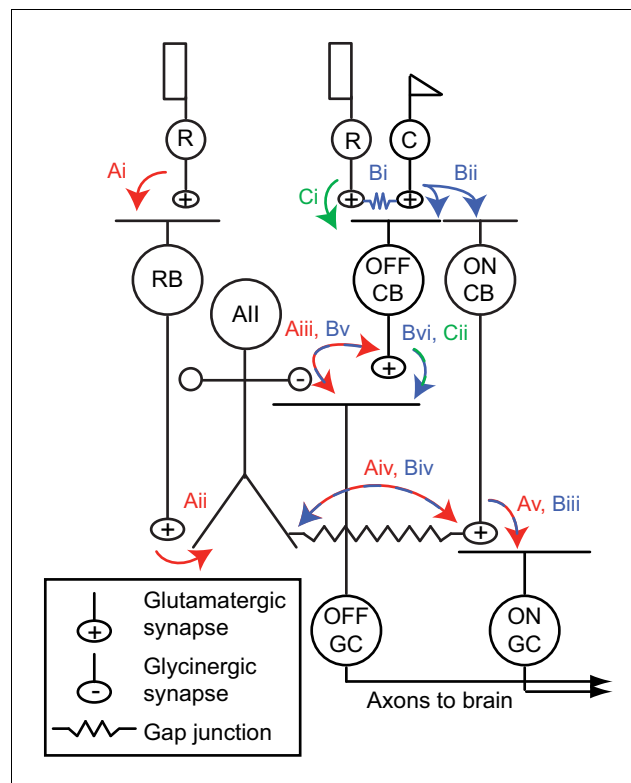 R
R
C
Ai
Bi
Bii
Ci
RB
OFF
CB
ON
CB
AII
Aiii, Bv
Bvi, Cii
+
+
+
+
-
Aiv, Biv
Aii
Av, Biii
+
+
OFF
GC
ON
GC
Axons to brain
+
Glutamatergic
synapse
-
Glycinergic
synapse
Gap junction